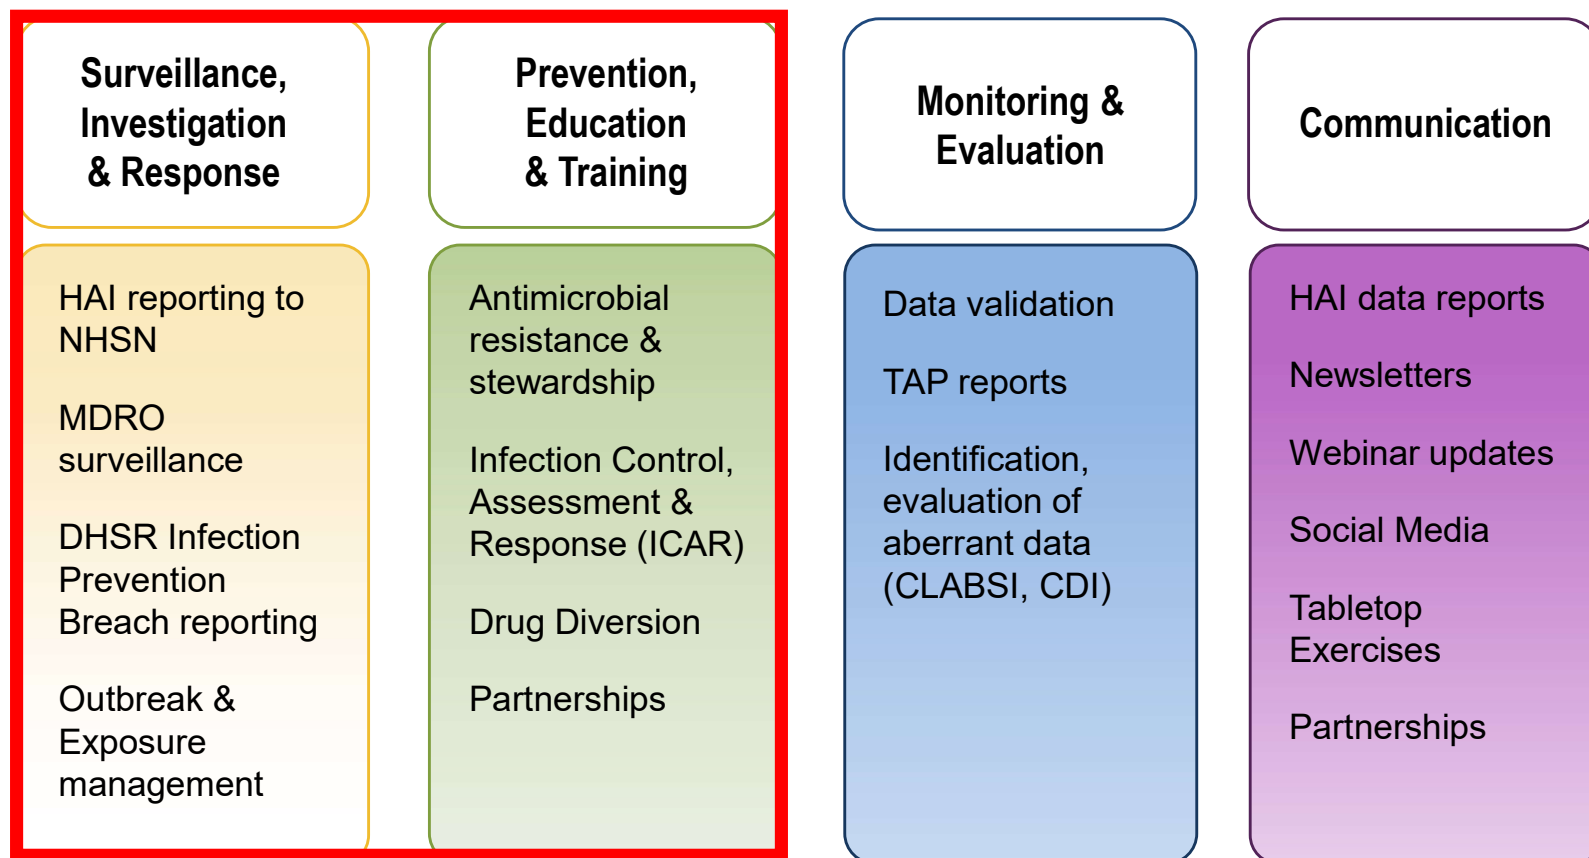 Surveillance,
Investigation
& Response
HAI reporting to
NHSN
MDRO
surveillance
DHSR Infection
Prevention
Breach reporting
Outbreak &
Exposure
management
Prevention,
Education
& Training
Antimicrobial
resistance &
stewardship
Infection Control,
Assessment &
Response (ICAR)
Drug Diversion
Partnerships
Monitoring &
Evaluation
Data validation
TAP reports
Identification,
evaluation of
aberrant data
(CLABSI, CDI)
Communication
HAI data reports
Newsletters
Webinar updates
Social Media
Tabletop
Exercises
Partnerships